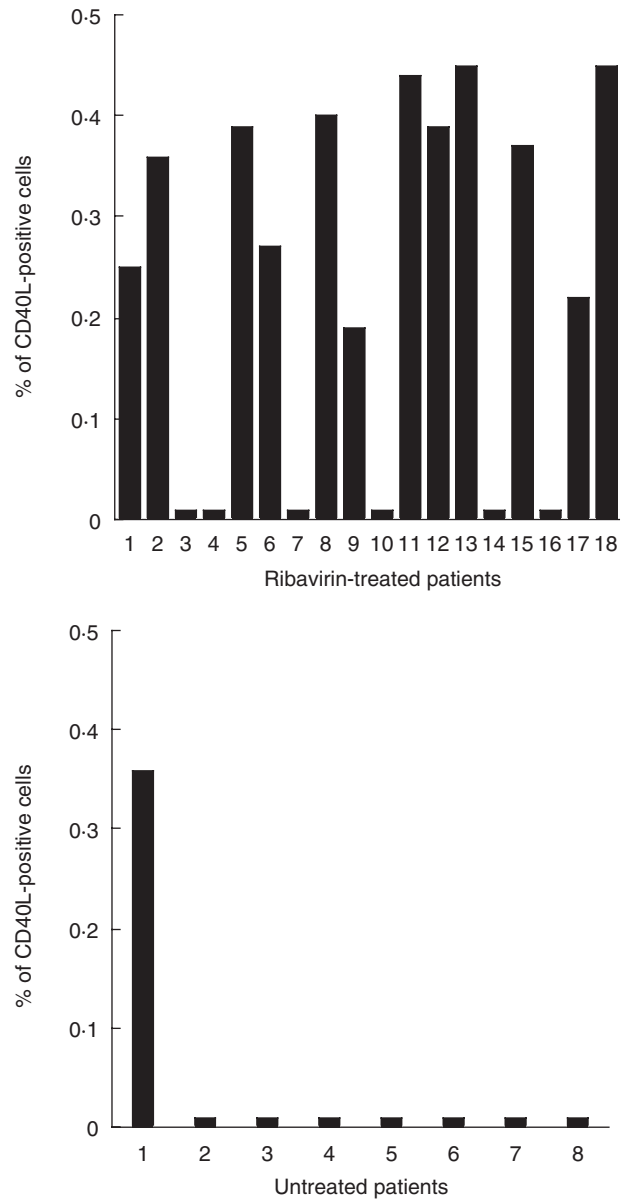 0·5
0·4
0·3
0·2
0·1
0
% of CD40L-positive cells
1 2 3 4 5 6 7 8 9 10 11 12 13 14 15 16 17 18
Ribavirin-treated patients
0·5
0·4
0·3
0·2
0·1
0
% of CD40L-positive cells
1 2 3 4 5 6 7 8
Untreated patients